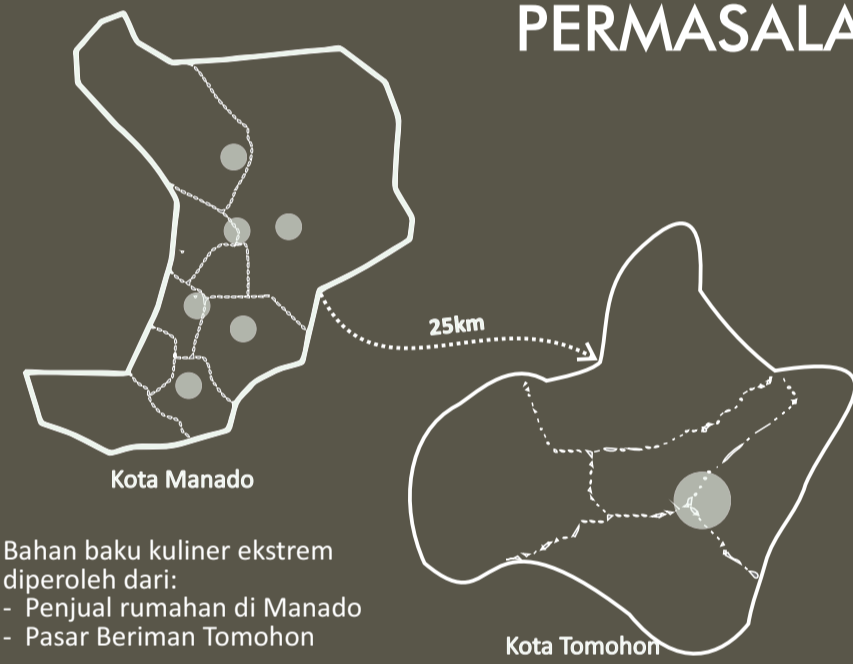 PERMASALA
25km
Kota Manado
Bahan baku kuliner ekstrem
diperoleh dari:
- Penjual rumahan di Manado
- Pasar Beriman Tomohon
Kota Tomohon